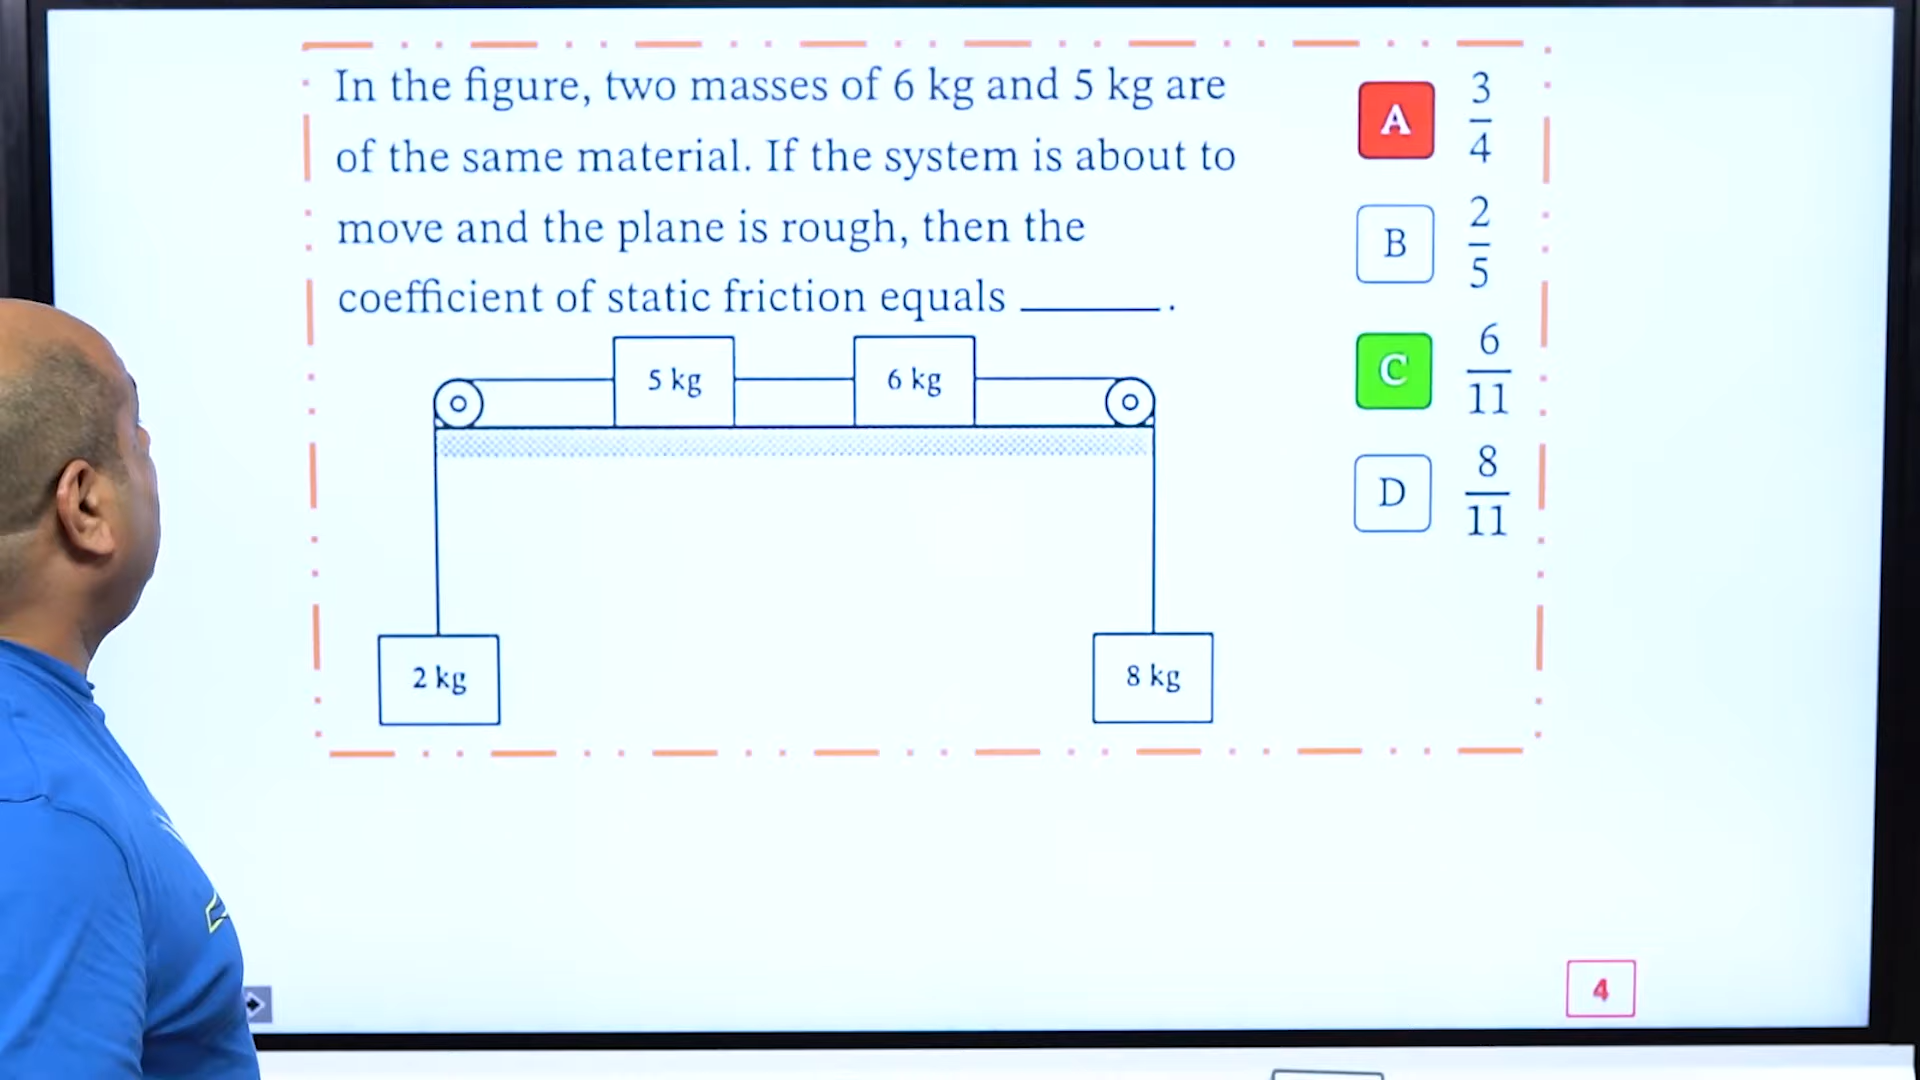 In the figure, two masses of 6 kg and 5 kg are
of the same material. If the system is about to
move and the plane is rough, then the
coefficient of static friction equals ______.
A 3/4
B 2/5
C 6/11
D 8/11
5 kg
6 kg
2 kg
8 kg
4